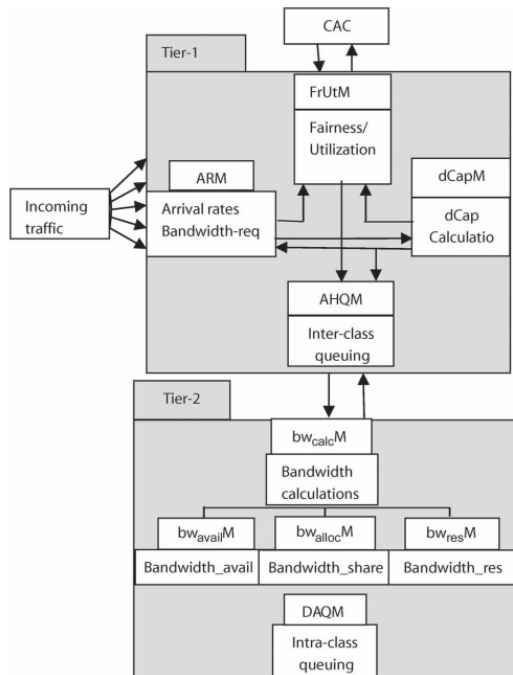 CAC
Tier-1
FrUtM
Fairness/
Utilization
ARM
dCapM
Incoming
traffic
Arrival rates
Bandwidth-req
dCap
Calculatio
AHQM
Inter-class
queuing
Tier-2
bwcalcM
Bandwidth
calculations
bwavailM
bwallocM
bwresM
Bandwidth_avail
Bandwidth_share
Bandwidth_res
DAQM
Intra-class
queuing